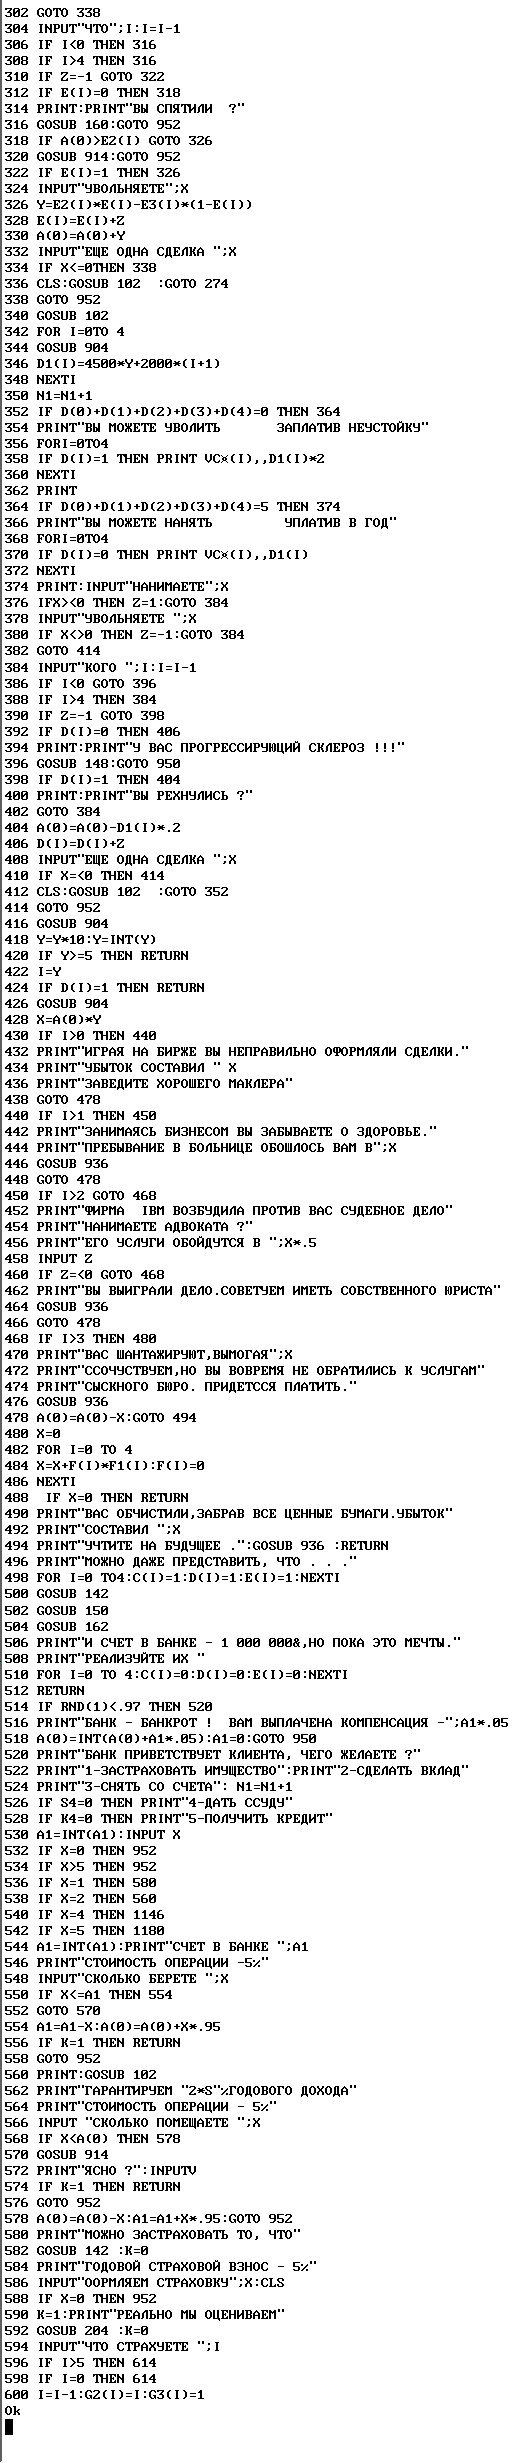 302 GOTO 338
304 INPUT"ЧТО";I:I=I-1
306 IF I<0 THEN 316
308 IF I>4 THEN 316
310 IF Z=-1 GOTO 322
312 IF E(I)=0 THEN 318
314 PRINT:PRINT"ВЫ СПЯТИЛИ  ?"
316 GOSUB 160:GOTO 952
318 IF A(0)>E2(I) GOTO 326
320 GOSUB 914:GOTO 952
322 IF E(I)=1 THEN 326
324 INPUT"УВОЛЬНЯЕТЕ";X
326 Y=E2(I)*E(I)-E3(I)*(1-E(I))
328 E(I)=E(I)+Z
330 A(0)=A(0)+Y
332 INPUT"ЕЩЕ ОДНА СДЕЛКА ";X
334 IF X<=0THEN 338
336 CLS:GOSUB 102  :GOTO 274
338 GOTO 952
340 GOSUB 102
342 FOR I=0TO 4
344 GOSUB 904
346 D1(I)=4500*Y+2000*(I+1)
348 NEXTI
350 N1=N1+1
352 IF D(0)+D(1)+D(2)+D(3)+D(4)=0 THEN 364
354 PRINT"ВЫ МОЖЕТЕ УВОЛИТЬ       ЗАПЛАТИВ НЕУСТОЙКУ"
356 FORI=0TO4
358 IF D(I)=1 THEN PRINT VC¤(I),,D1(I)*2
360 NEXTI
362 PRINT
364 IF D(0)+D(1)+D(2)+D(3)+D(4)=5 THEN 374
366 PRINT"ВЫ МОЖЕТЕ НАНЯТЬ         УПЛАТИВ В ГОД"
368 FORI=0TO4
370 IF D(I)=0 THEN PRINT VC¤(I),,D1(I)
372 NEXTI
374 PRINT:INPUT"НАНИМАЕТЕ";X
376 IFX><0 THEN Z=1:GOTO 384
378 INPUT"УВОЛЬНЯЕТЕ ";X
380 IF X<>0 THEN Z=-1:GOTO 384
382 GOTO 414
384 INPUT"КОГО ";I:I=I-1
386 IF I<0 GOTO 396
388 IF I>4 THEN 384
390 IF Z=-1 GOTO 398
392 IF D(I)=0 THEN 406
394 PRINT:PRINT"У ВАС ПРОГРЕССИРУЮЩИЙ СКЛЕРОЗ !!!"
396 GOSUB 148:GOTO 950
398 IF D(I)=1 THEN 404
400 PRINT:PRINT"ВЫ РЕХНУЛИСЬ ?"
402 GOTO 384
404 A(0)=A(0)-D1(I)*.2
406 D(I)=D(I)+Z
408 INPUT"ЕЩЕ ОДНА СДЕЛКА ";X
410 IF X=<0 THEN 414
412 CLS:GOSUB 102  :GOTO 352
414 GOTO 952
416 GOSUB 904
418 Y=Y*10:Y=INT(Y)
420 IF Y>=5 THEN RETURN
422 I=Y
424 IF D(I)=1 THEN RETURN
426 GOSUB 904
428 X=A(0)*Y
430 IF I>0 THEN 440
432 PRINT"ИГРАЯ НА БИРЖЕ ВЫ НЕПРАВИЛЬНО ОФОРМЛЯЛИ СДЕЛКИ."
434 PRINT"УБЫТОК СОСТАВИЛ " X
436 PRINT"ЗАВЕДИТЕ ХОРОШЕГО МАКЛЕРА"
438 GOTO 478
440 IF I>1 THEN 450
442 PRINT"ЗАНИМАЯСЬ БИЗНЕСОМ ВЫ ЗАБЫВАЕТЕ О ЗДОРОВЬЕ."
444 PRINT"ПРЕБЫВАНИЕ В БОЛЬНИЦЕ ОБОШЛОСЬ ВАМ В";X
446 GOSUB 936
448 GOTO 478
450 IF I>2 GOTO 468
452 PRINT"ФИРМА  IBM ВОЗБУДИЛА ПРОТИВ ВАС СУДЕБНОЕ ДЕЛО"
454 PRINT"НАНИМАЕТЕ АДВОКАТА ?"
456 PRINT"ЕГО УСЛУГИ ОБОЙДУТСЯ В ";X*.5
458 INPUT Z
460 IF Z=<0 GOTO 468
462 PRINT"ВЫ ВЫИГРАЛИ ДЕЛО.СОВЕТУЕМ ИМЕТЬ СОБСТВЕННОГО ЮРИСТА"
464 GOSUB 936
466 GOTO 478
468 IF I>3 THEN 480
470 PRINT"ВАС ШАНТАЖИРУЮТ,ВЫМОГАЯ";X
472 PRINT"ССОЧУСТВУЕМ,НО ВЫ ВОВРЕМЯ НЕ ОБРАТИЛИСЬ К УСЛУГАМ"
474 PRINT"СЫСКНОГО БЮРО. ПРИДЕТССЯ ПЛАТИТЬ."
476 GOSUB 936
478 A(0)=A(0)-X:GOTO 494
480 X=0
482 FOR I=0 TO 4
484 X=X+F(I)*F1(I):F(I)=0
486 NEXTI
488  IF X=0 THEN RETURN
490 PRINT"ВАС ОБЧИСТИЛИ,ЗАБРАВ ВСЕ ЦЕННЫЕ БУМАГИ.УБЫТОК"
492 PRINT"СОСТАВИЛ ";X
494 PRINT"УЧТИТЕ НА БУДУЩЕЕ .":GOSUB 936 :RETURN
496 PRINT"МОЖНО ДАЖЕ ПРЕДСТАВИТЬ, ЧТО . . ."
498 FOR I=0 TO4:C(I)=1:D(I)=1:E(I)=1:NEXTI
500 GOSUB 142
502 GOSUB 150
504 GOSUB 162
506 PRINT"И СЧЕТ В БАНКЕ - 1 000 000&,НО ПОКА ЭТО МЕЧТЫ."
508 PRINT"РЕАЛИЗУЙТЕ ИХ "
510 FOR I=0 TO 4:C(I)=0:D(I)=0:E(I)=0:NEXTI
512 RETURN
514 IF RND(1)<.97 THEN 520
516 PRINT"БАНК - БАНКРОТ !  ВАМ ВЫПЛАЧЕНА КОМПЕНСАЦИЯ -";A1*.05
518 A(0)=INT(A(0)+A1*.05):A1=0:GOTO 950
520 PRINT"БАНК ПРИВЕТСТВУЕТ КЛИЕНТА, ЧЕГО ЖЕЛАЕТЕ ?"
522 PRINT"1-ЗАСТРАХОВАТЬ ИМУЩЕСТВО":PRINT"2-СДЕЛАТЬ ВКЛАД"
524 PRINT"3-СНЯТЬ СО СЧЕТА": N1=N1+1
526 IF S4=0 THEN PRINT"4-ДАТЬ ССУДУ"
528 IF K4=0 THEN PRINT"5-ПОЛУЧИТЬ КРЕДИТ"
530 A1=INT(A1):INPUT X
532 IF X=0 THEN 952
534 IF X>5 THEN 952
536 IF X=1 THEN 580
538 IF X=2 THEN 560
540 IF X=4 THEN 1146
542 IF X=5 THEN 1180
544 A1=INT(A1):PRINT"СЧЕТ В БАНКЕ ";A1
546 PRINT"СТОИМОСТЬ ОПЕРАЦИИ -5%"
548 INPUT"СКОЛЬКО БЕРЕТЕ ";X
550 IF X<=A1 THEN 554
552 GOTO 570
554 A1=A1-X:A(0)=A(0)+X*.95
556 IF K=1 THEN RETURN
558 GOTO 952
560 PRINT:GOSUB 102
562 PRINT"ГАРАНТИРУЕМ "2*S"%ГОДОВОГО ДОХОДА"
564 PRINT"СТОИМОСТЬ ОПЕРАЦИИ - 5%"
566 INPUT "СКОЛЬКО ПОМЕЩАЕТЕ ";X
568 IF X<A(0) THEN 578
570 GOSUB 914
572 PRINT"ЯСНО ?":INPUTV
574 IF K=1 THEN RETURN
576 GOTO 952
578 A(0)=A(0)-X:A1=A1+X*.95:GOTO 952
580 PRINT"МОЖНО ЗАСТРАХОВАТЬ ТО, ЧТО"
582 GOSUB 142 :K=0
584 PRINT"ГОДОВОЙ СТРАХОВОЙ ВЗНОС - 5%"
586 INPUT"ООРМЛЯЕМ СТРАХОВКУ";X:CLS
588 IF X=0 THEN 952
590 K=1:PRINT"РЕАЛЬНО МЫ ОЦЕНИВАЕМ"
592 GOSUB 204 :K=0
594 INPUT"ЧТО СТРАХУЕТЕ ";I
596 IF I>5 THEN 614
598 IF I=0 THEN 614
600 I=I-1:G2(I)=I:G3(I)=1
Ok